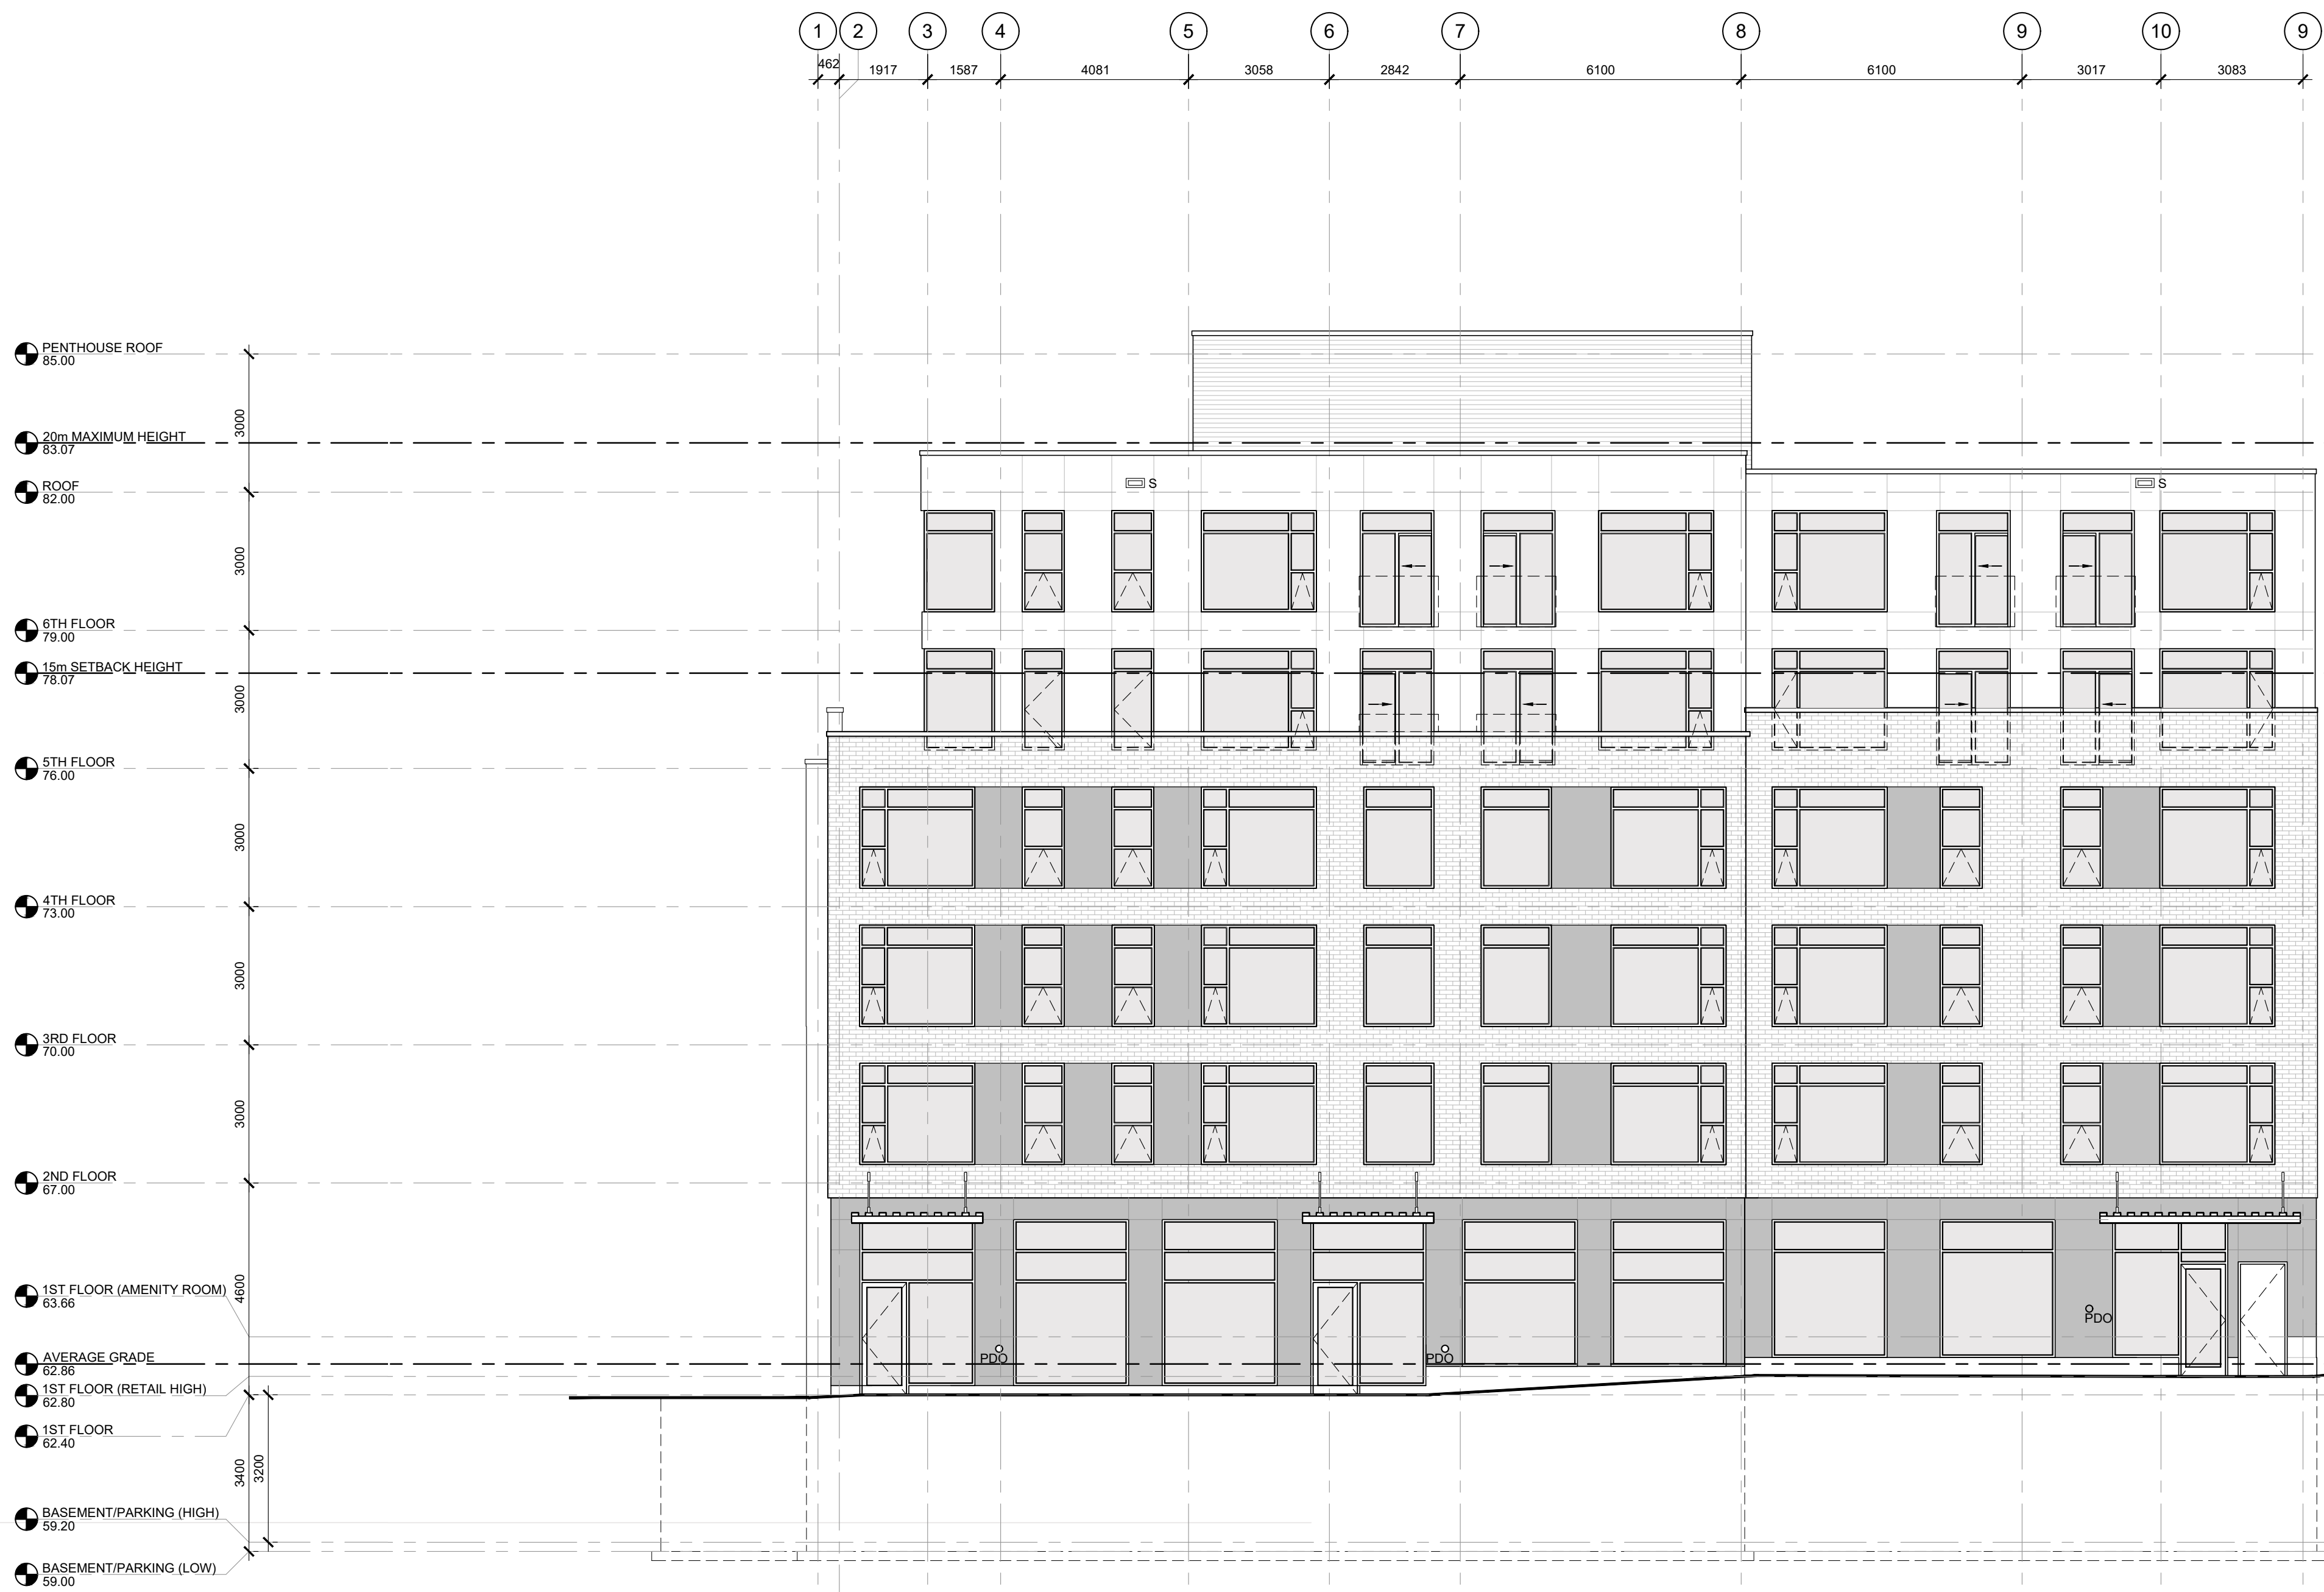 1 2 3 4 5 6 7 8 9 10 9
462 1917 1587 4081 3058 2842 6100 6100 3017 3083
PENTHOUSE ROOF
85.00
3000
20m MAXIMUM HEIGHT
83.07
ROOF
82.00
S
S
3000
6TH FLOOR
79.00
15m SETBACK HEIGHT
78.07
3000
5TH FLOOR
76.00
3000
4TH FLOOR
73.00
3000
3RD FLOOR
70.00
3000
2ND FLOOR
67.00
4600
1ST FLOOR (AMENITY ROOM)
63.66
PDO
PDO
PDO
AVERAGE GRADE
62.86
1ST FLOOR (RETAIL HIGH)
62.80
1ST FLOOR
62.40
3400
3200
BASEMENT/PARKING (HIGH)
59.20
BASEMENT/PARKING (LOW)
59.00